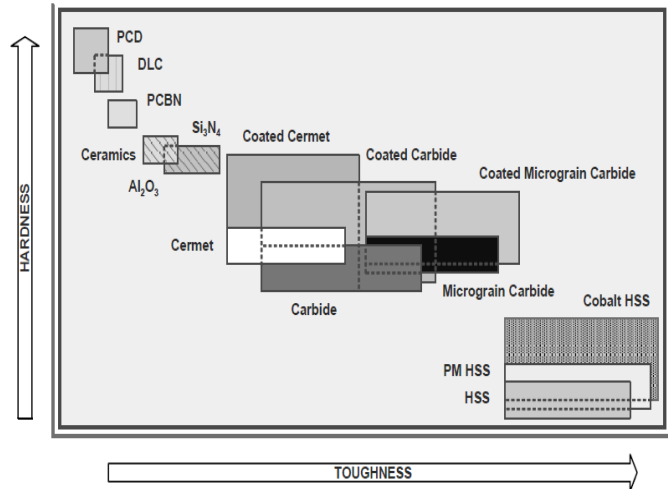 PCD
DLC
PCBN
Si₃N₄
Ceramics
Al₂O₃
Coated Cermet
Coated Carbide
Coated Micrograin Carbide
Cermet
Carbide
Micrograin Carbide
Cobalt HSS
PM HSS
HSS
HARDNESS
TOUGHNESS